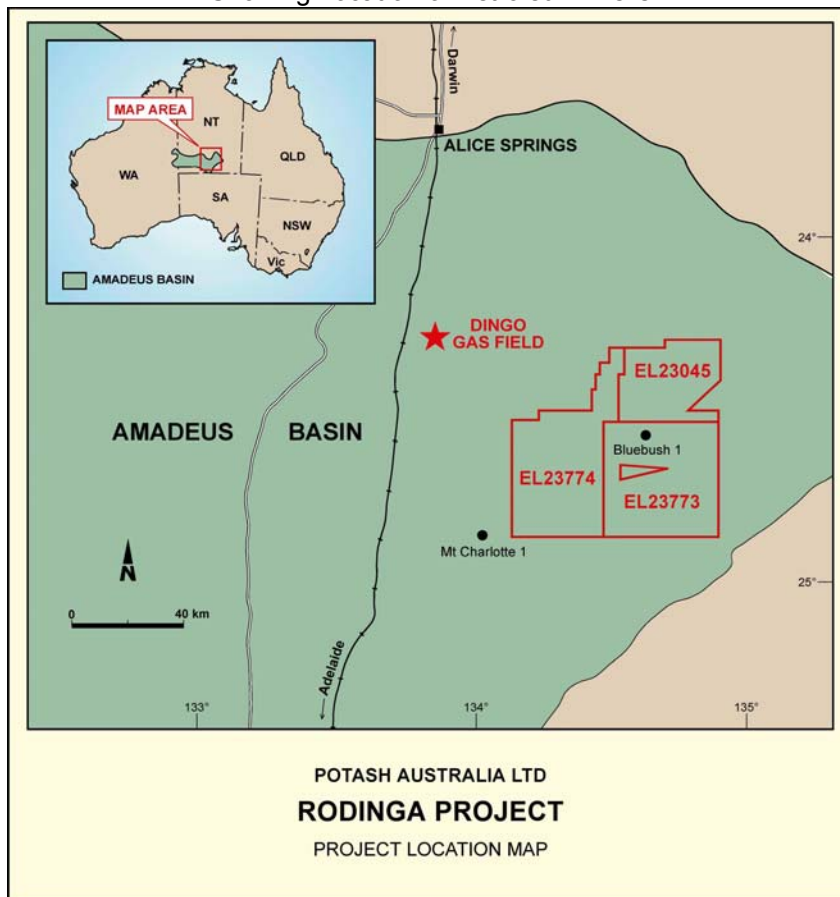 MAP AREA
NT
WA
QLD
SA
NSW
Vic
AMADEUS BASIN
Darwin
ALICE SPRINGS
24°
DINGO
GAS FIELD
EL23045
AMADEUS BASIN
Bluebush 1
EL23774
EL23773
Mt Charlotte 1
N
25°
0 40 km
Adelaide
133° 134° 135°
POTASH AUSTRALIA LTD
RODINGA PROJECT
PROJECT LOCATION MAP